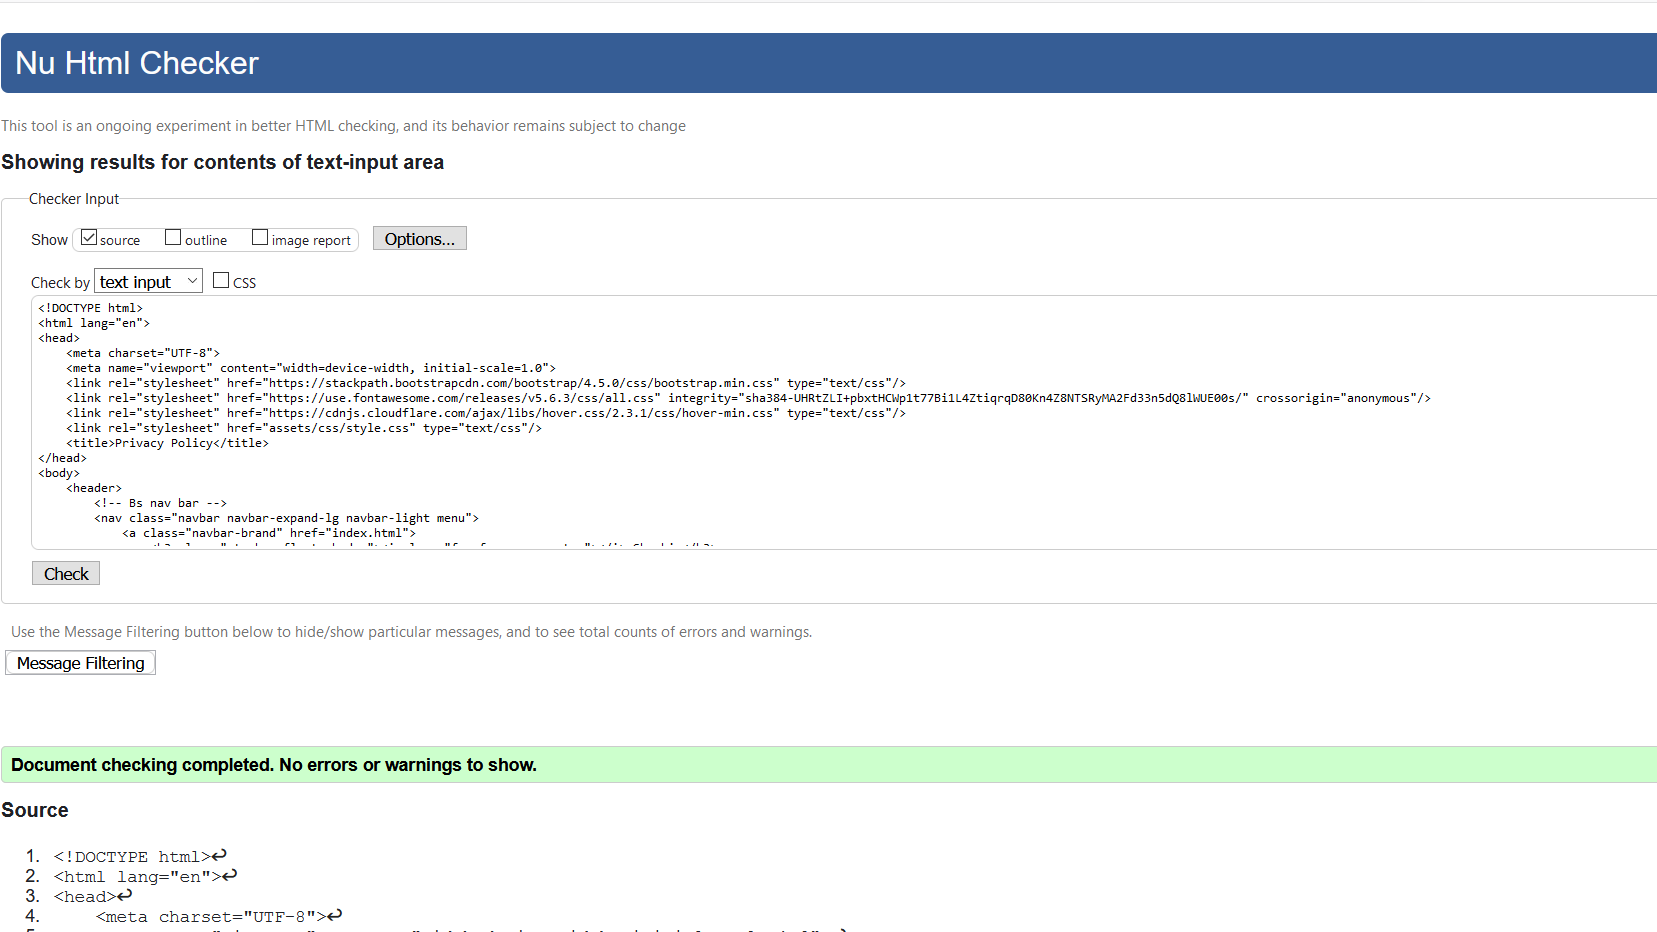 Nu Html Checker
This tool is an ongoing experiment in better HTML checking, and its behavior remains subject to change
Showing results for contents of text-input area
Checker Input
Show source outline image report Options...
Check by text input CSS
<!DOCTYPE html>
<html lang="en">
<head>
    <meta charset="UTF-8">
    <meta name="viewport" content="width=device-width, initial-scale=1.0">
    <link rel="stylesheet" href="https://stackpath.bootstrapcdn.com/bootstrap/4.5.0/css/bootstrap.min.css" type="text/css"/>
    <link rel="stylesheet" href="https://use.fontawesome.com/releases/v5.6.3/css/all.css" integrity="sha384-UHRtZLI+pbxtHCWp1t77Bi1L4ZtiqrqD80Kn4Z8NTSRyMA2Fd33n5dQ8lWUE00s/" crossorigin="anonymous"/>
    <link rel="stylesheet" href="https://cdnjs.cloudflare.com/ajax/libs/hover.css/2.3.1/css/hover-min.css" type="text/css"/>
    <link rel="stylesheet" href="assets/css/style.css" type="text/css"/>
    <title>Privacy Policy</title>
</head>
<body>
    <header>
        <!-- Bs nav bar -->
        <nav class="navbar navbar-expand-lg navbar-light menu">
            <a class="navbar-brand" href="index.html">
Check
Use the Message Filtering button below to hide/show particular messages, and to see total counts of errors and warnings.
Message Filtering
Document checking completed. No errors or warnings to show.
Source
1. <!DOCTYPE html>↩
2. <html lang="en">↩
3. <head>↩
4.     <meta charset="UTF-8">↩